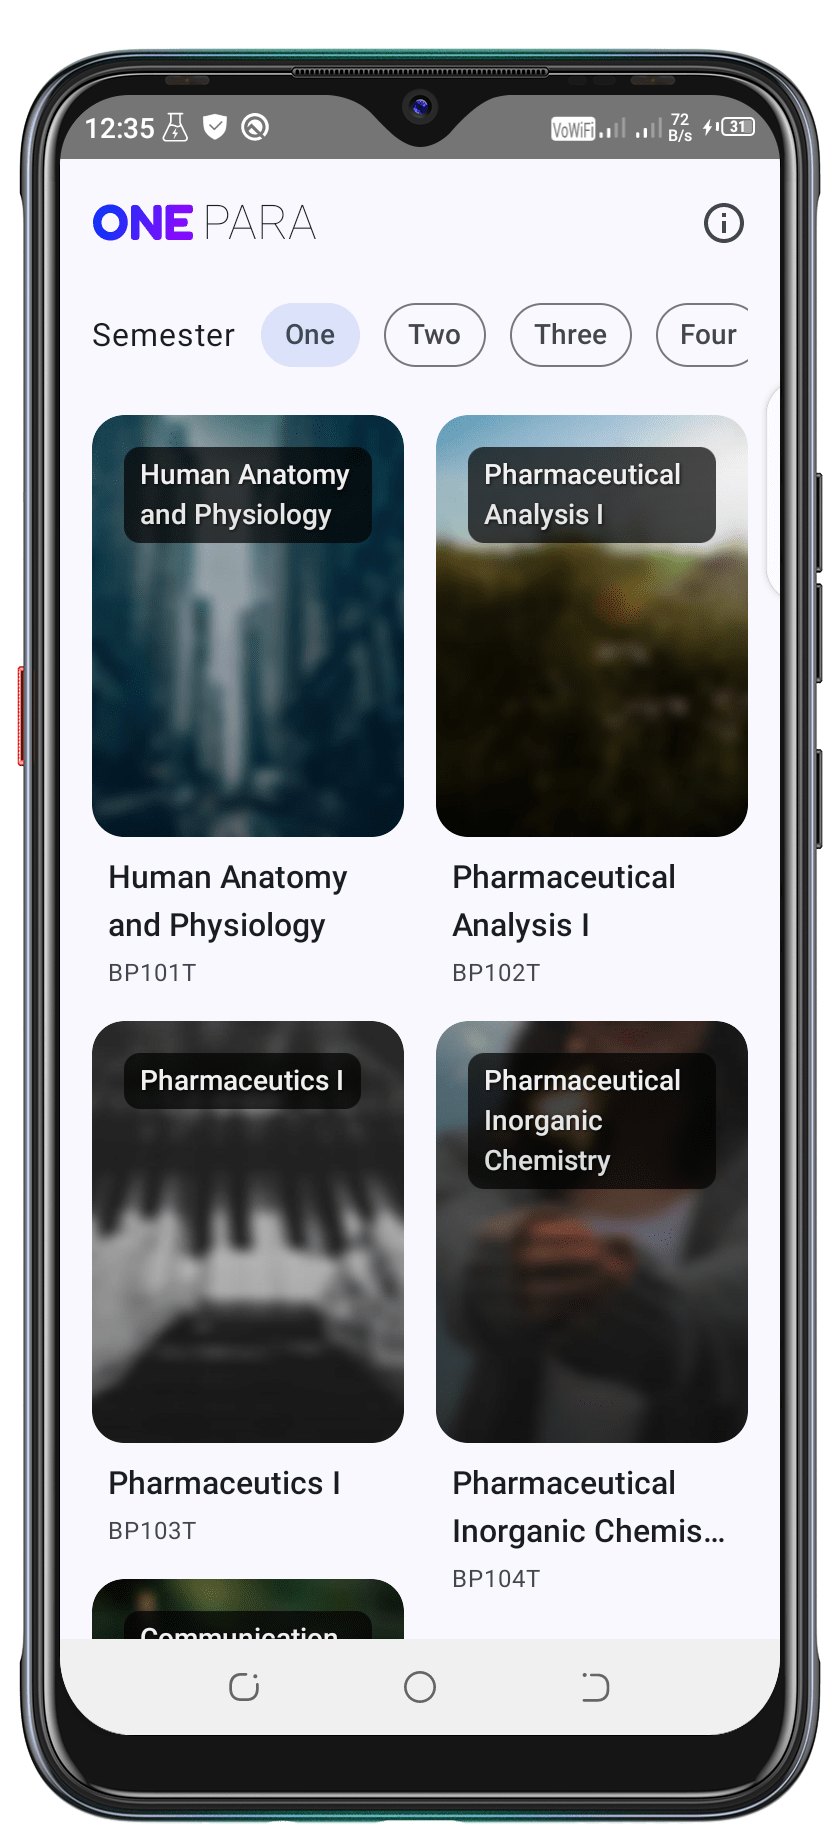 12:35
VoWiFi
72
B/s
31
ONE PARA
Semester One Two Three Four
Human Anatomy
and Physiology
Pharmaceutical
Analysis I
Human Anatomy
and Physiology
BP101T
Pharmaceutical
Analysis I
BP102T
Pharmaceutics I
Pharmaceutical
Inorganic
Chemistry
Pharmaceutics I
BP103T
Pharmaceutical
Inorganic Chemis...
BP104T
Communication